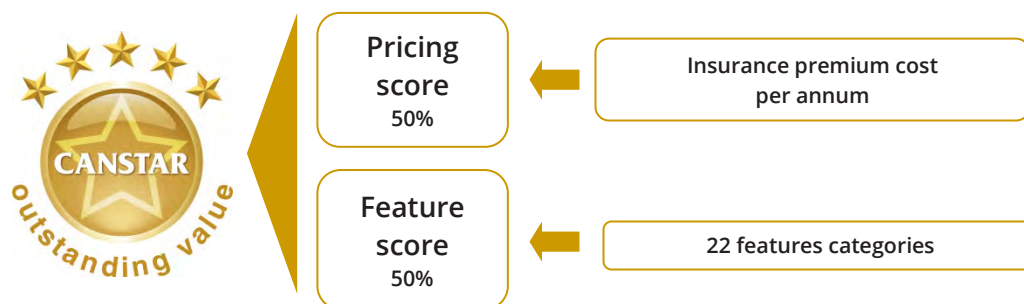 CANSTAR
outstanding value
Pricing
score
50%
Insurance premium cost
per annum
Feature
score
50%
22 features categories